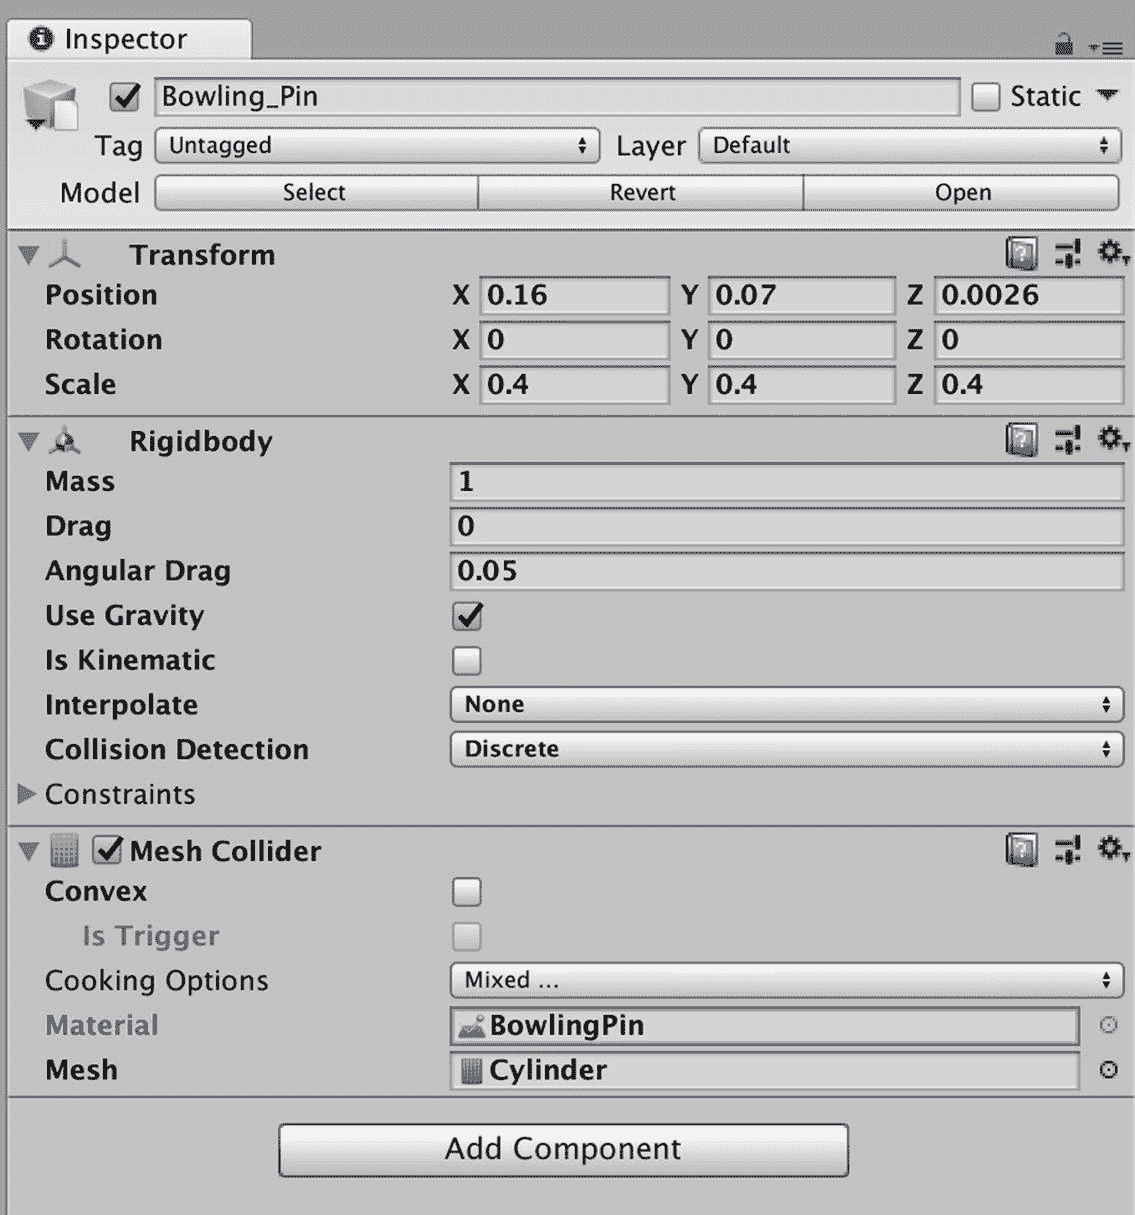 Inspector
Bowling_Pin Static
Tag Untagged Layer Default
Model Select Revert Open
Transform
Position X 0.16 Y 0.07 Z 0.0026
Rotation X 0 Y 0 Z 0
Scale X 0.4 Y 0.4 Z 0.4
Rigidbody
Mass 1
Drag 0
Angular Drag 0.05
Use Gravity
Is Kinematic
Interpolate None
Collision Detection Discrete
Constraints
Mesh Collider
Convex
Is Trigger
Cooking Options Mixed ...
Material BowlingPin
Mesh Cylinder
Add Component